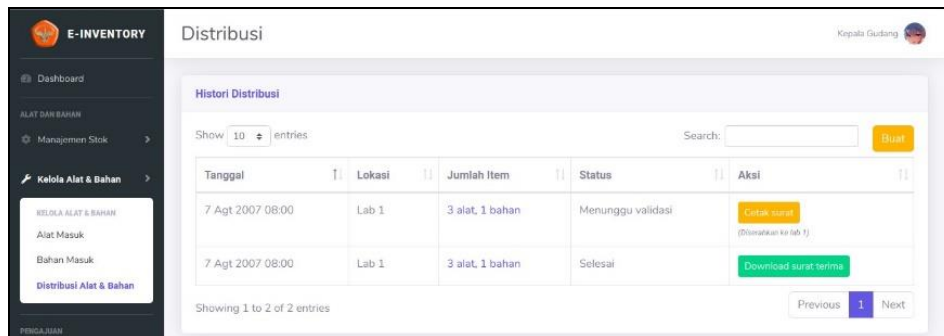 E-INVENTORY
Distribusi
Kepala Gudang
Dashboard
ALAT DAN BAHAN
Manajemen Stok
Kelola Alat & Bahan
KELOLA ALAT & BAHAN
Alat Masuk
Bahan Masuk
Distribusi Alat & Bahan
PENGAJUAN
Histori Distribusi
Show 10 entries
Search:
Buat
Tanggal Lokasi Jumlah Item Status Aksi
7 Agt 2007 08:00 Lab 1 3 alat, 1 bahan Menunggu validasi Cetak surat
(Diserahkan ke lab 1)
7 Agt 2007 08:00 Lab 1 3 alat, 1 bahan Selesai Download surat terima
Showing 1 to 2 of 2 entries
Previous 1 Next